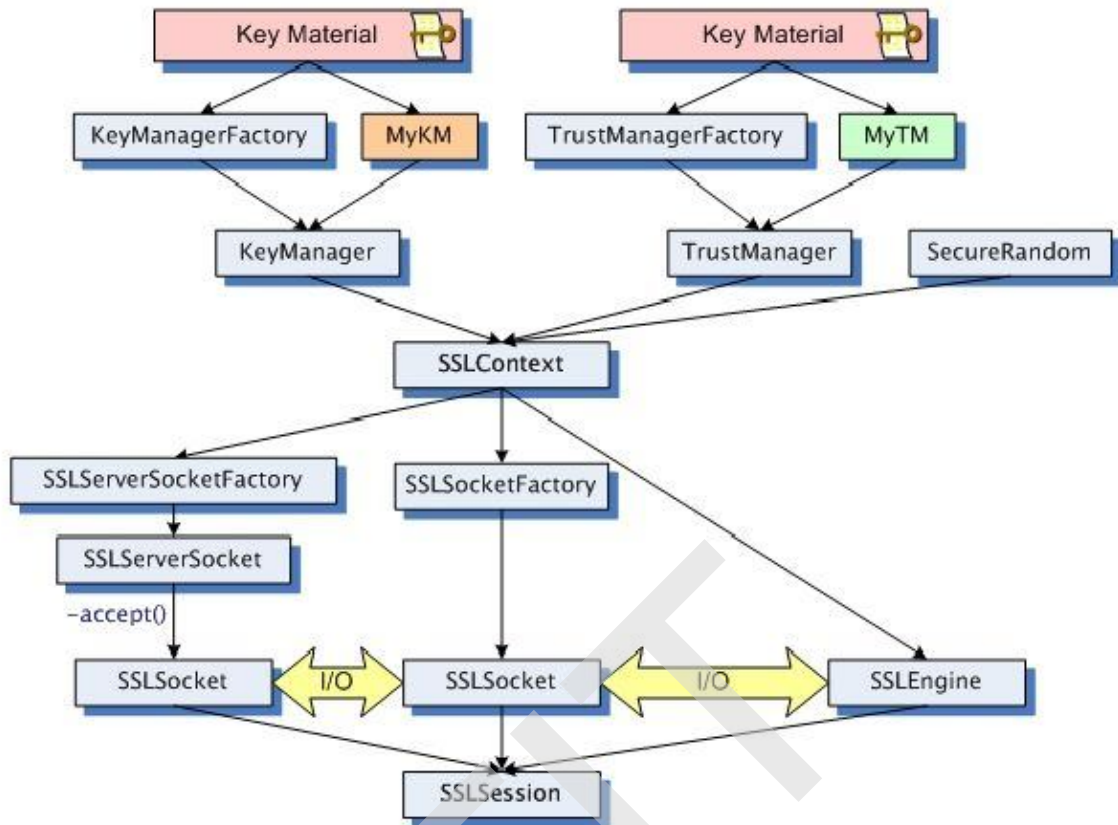 Key Material
Key Material
KeyManagerFactory
MyKM
TrustManagerFactory
MyTM
KeyManager
TrustManager
SecureRandom
SSLContext
SSLServerSocketFactory
SSLSocketFactory
SSLServerSocket
-accept()
SSLSocket
I/O
SSLSocket
I/O
SSLEngine
SSLSession